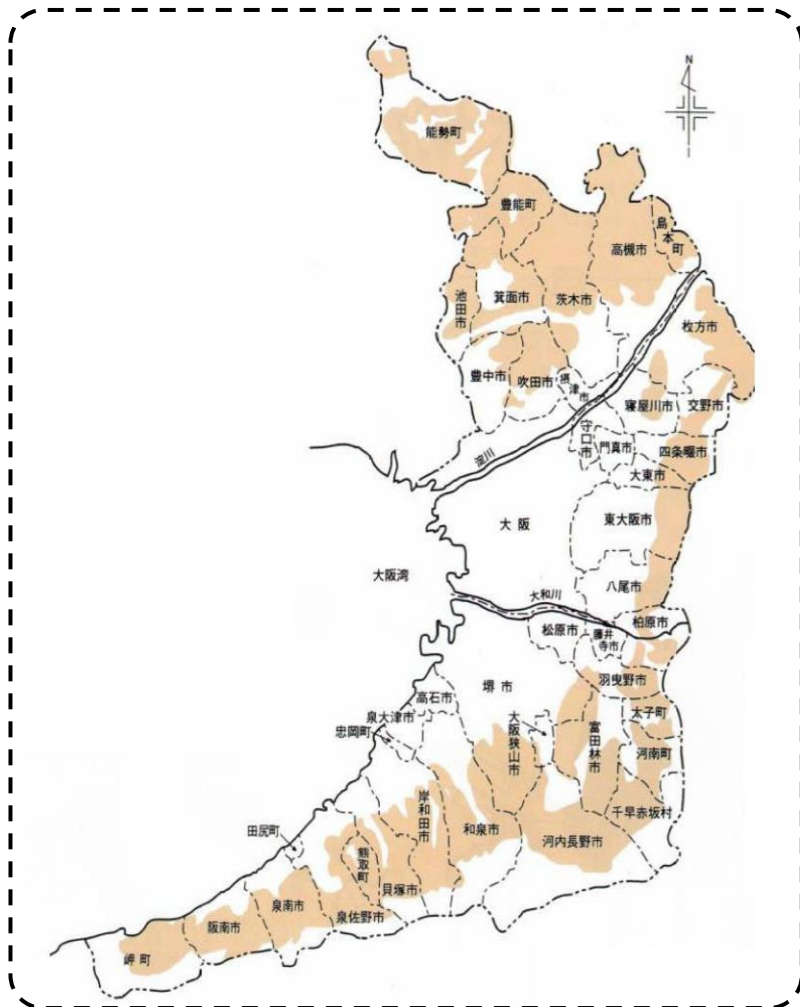 N
能勢町
豊能町
島本町
高槻市
池田市
箕面市
茨木市
枚方市
豊中市
吹田市
摂津市
寝屋川市
交野市
守口市
門真市
四条畷市
淀川
大東市
大阪
東大阪市
大阪湾
八尾市
大和川
柏原市
松原市
藤井寺市
羽曳野市
堺市
高石市
泉大津市
忠岡町
太子町
大阪狭山市
富田林市
河南町
岸和田市
千早赤坂村
和泉市
田尻町
河内長野市
熊取町
貝塚市
泉南市
泉佐野市
阪南市
岬町